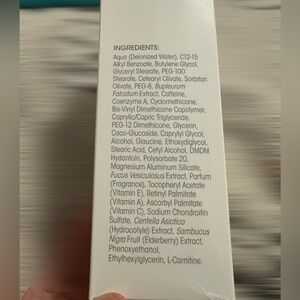 INGREDIENTS:
Aqua (Deionized Water), C12-15
Alkyl Benzoate, Butylene Glycol,
Glyceryl Stearate, PEG-100
Stearate, Cetearyl Olivate, Sorbitan
Olivate, PEG-8, Bupleurum
Falcatum Extract, Caffeine,
Coenzyme A, Cyclomethicone,
Bis-Vinyl Dimethicone Copolymer,
Caprylic/Capric Triglyceride,
PEG-12 Dimethicone, Glycerin,
Coco-Glucoside, Caprylyl Glycol,
Alcohol, Glaucine, Ethoxydiglycol,
Stearic Acid, Cetyl Alcohol, DMDM
Hydantoin, Polysorbate 20,
Magnesium Aluminum Silicate,
Fucus Vesiculosus Extract, Parfum
(Fragrance), Tocopheryl Acetate
(Vitamin E), Retinyl Palmitate
(Vitamin A), Ascorbyl Palmitate
(Vitamin C), Sodium Chondroitin
Sulfate, Centella Asiatica
(Hydrocotyle) Extract, Sambucus
Nigra Fruit (Elderberry) Extract,
Phenoxyethanol,
Ethylhexylglycerin, L-Carnitine.